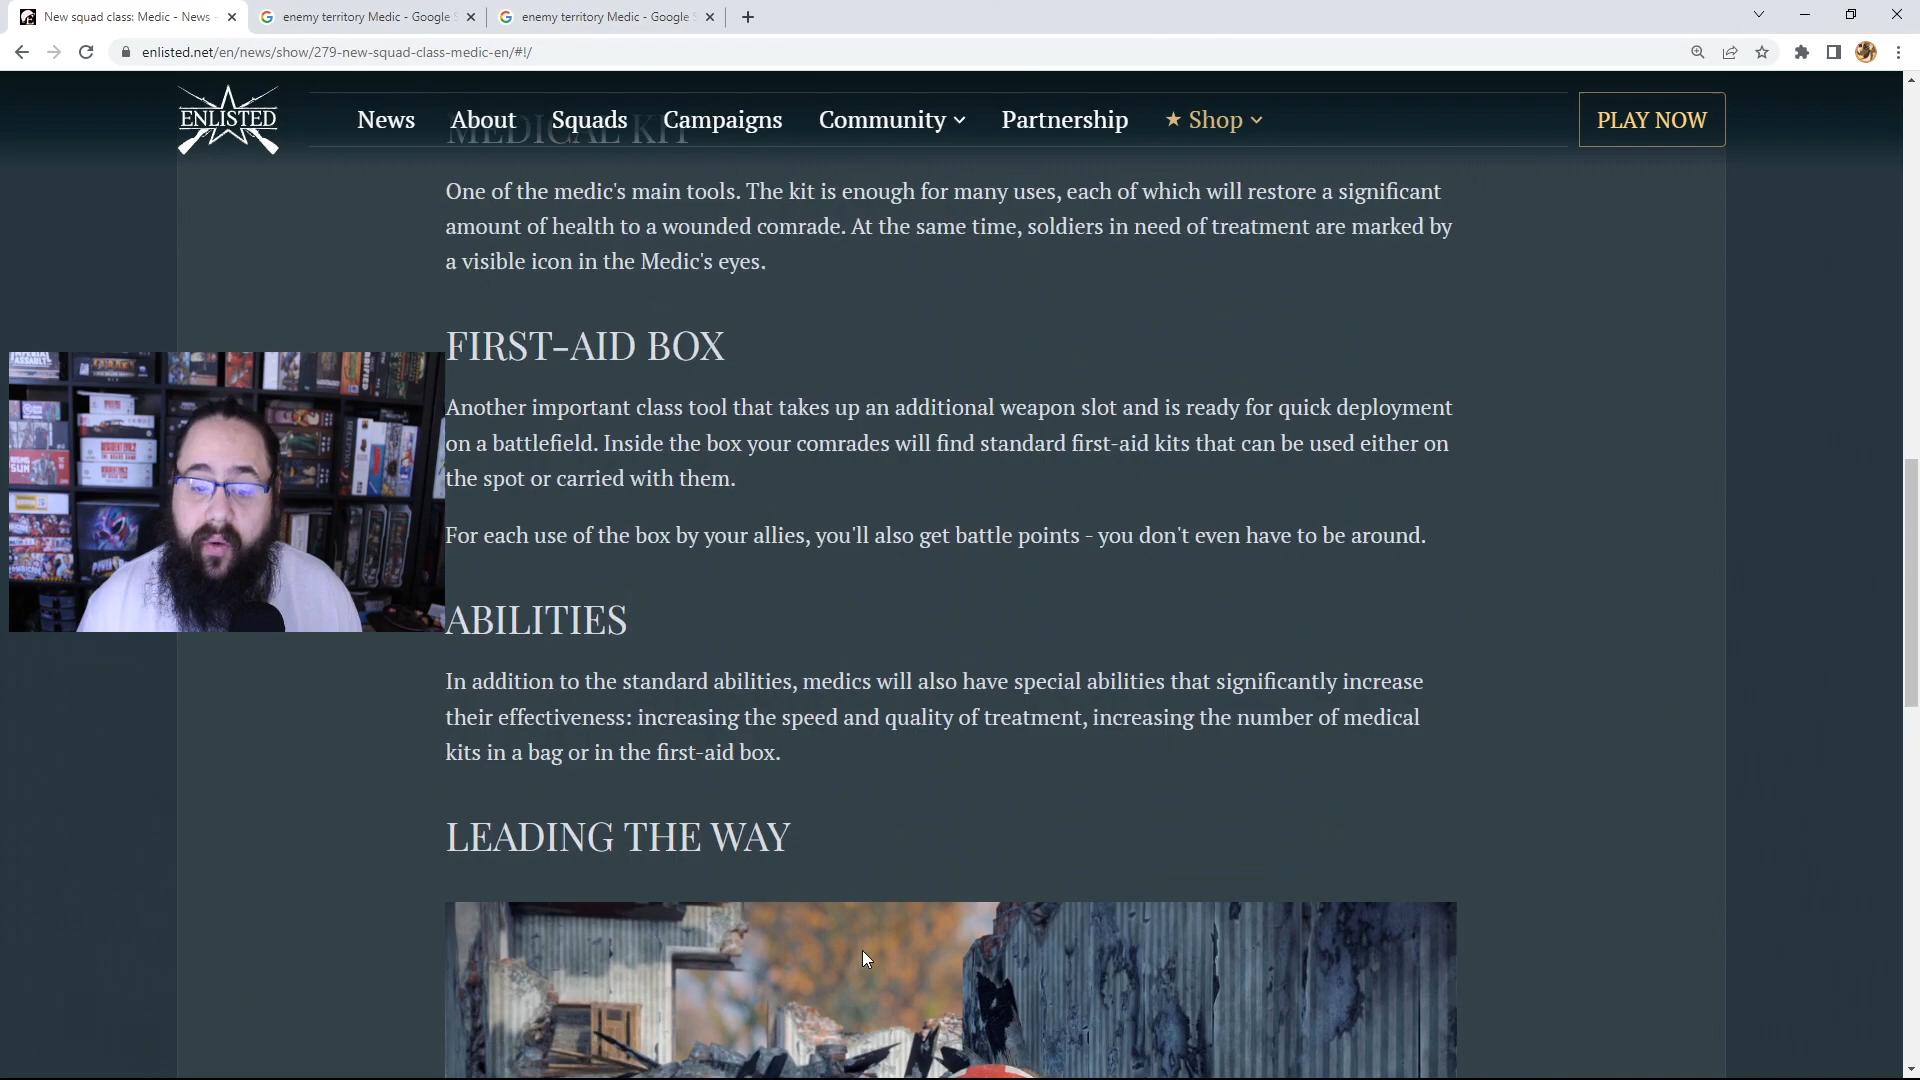 New squad class: Medic - News
enemy territory Medic - Google
enemy territory Medic - Google
enlisted.net/en/news/show/279-new-squad-class-medic-en/#!/
ENLISTED
News About Squads Campaigns Community Partnership ★ Shop PLAY NOW
MEDICAL KIT
One of the medic's main tools. The kit is enough for many uses, each of which will restore a significant
amount of health to a wounded comrade. At the same time, soldiers in need of treatment are marked by
a visible icon in the Medic's eyes.
FIRST-AID BOX
Another important class tool that takes up an additional weapon slot and is ready for quick deployment
on a battlefield. Inside the box your comrades will find standard first-aid kits that can be used either on
the spot or carried with them.
For each use of the box by your allies, you'll also get battle points - you don't even have to be around.
ABILITIES
In addition to the standard abilities, medics will also have special abilities that significantly increase
their effectiveness: increasing the speed and quality of treatment, increasing the number of medical
kits in a bag or in the first-aid box.
LEADING THE WAY